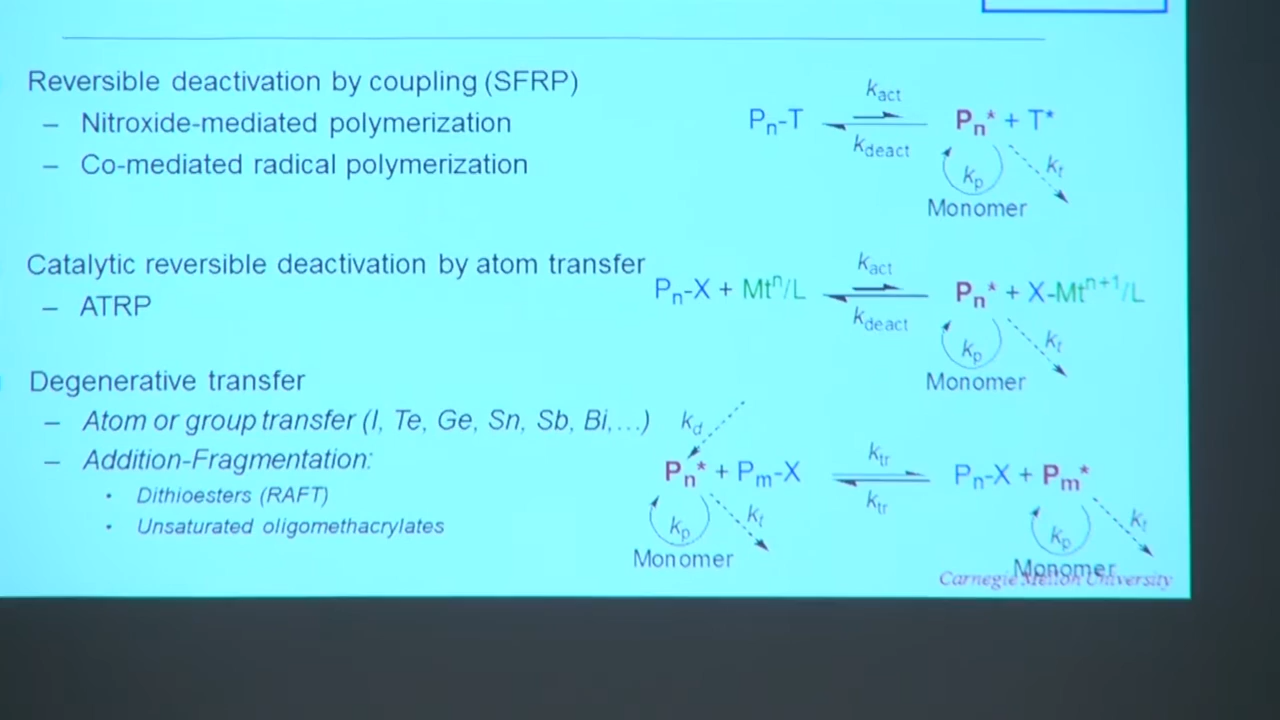 Reversible deactivation by coupling (SFRP)
– Nitroxide-mediated polymerization
– Co-mediated radical polymerization
kact
Pn-T Pn* + T*
kdeact
kp kt
Monomer
Catalytic reversible deactivation by atom transfer
– ATRP
kact
Pn-X + Mtⁿ/L Pn* + X-Mtⁿ⁺¹/L
kdeact
kp kt
Monomer
Degenerative transfer
– Atom or group transfer (I, Te, Ge, Sn, Sb, Bi,…) kd
– Addition-Fragmentation:
• Dithioesters (RAFT)
• Unsaturated oligomethacrylates
ktr
Pn* + Pm-X Pn-X + Pm*
ktr
kp kt
Monomer
kp kt
Monomer
Carnegie Mellon University